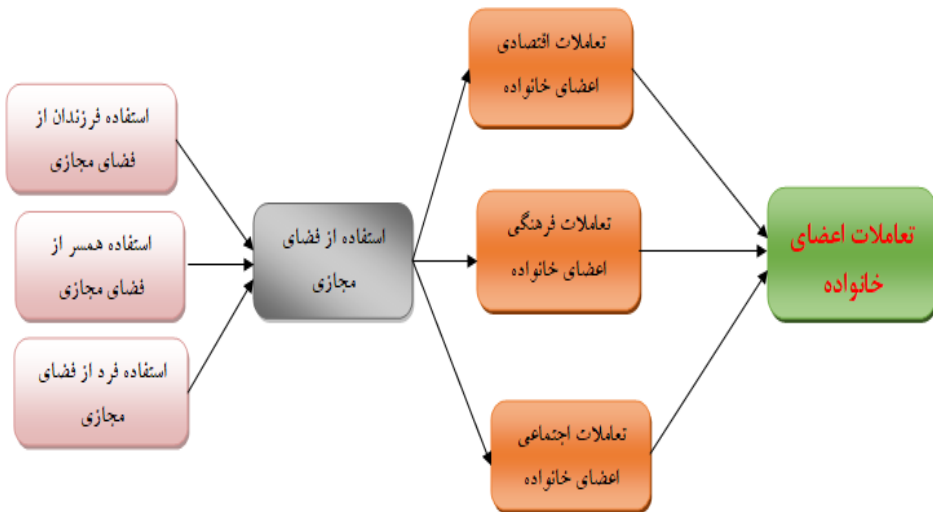 تعاملات اقتصادی
اعضای خانواده
استفاده فرزندان از
فضای مجازی
تعاملات فرهنگی
اعضای خانواده
تعاملات اعضای
خانواده
استفاده از فضای
مجازی
استفاده همسر از
فضای مجازی
استفاده فرد از فضای
مجازی
تعاملات اجتماعی
اعضای خانواده